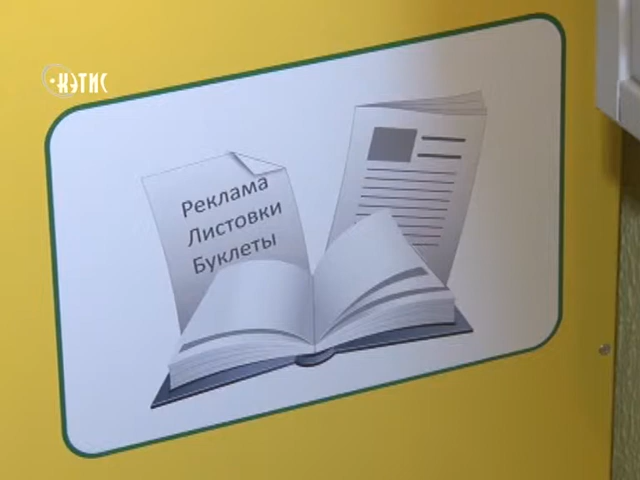 КЭТИС
Реклама
Листовки
Буклеты